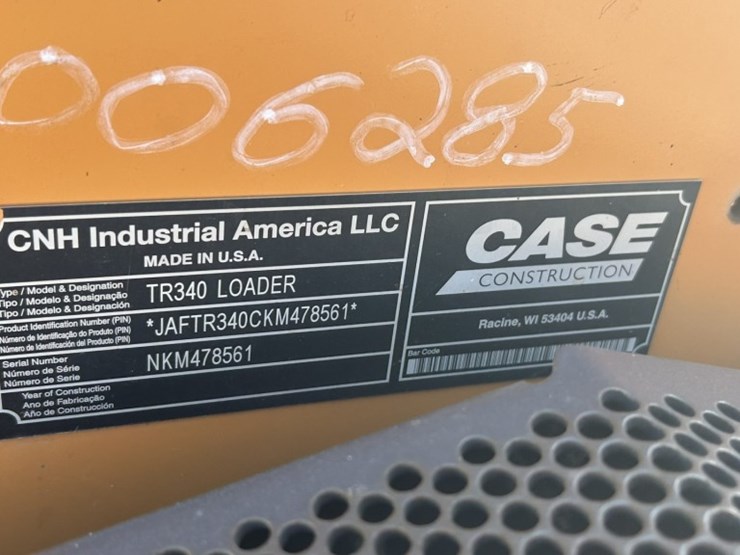 006285
CNH Industrial America LLC
MADE IN U.S.A.
Type / Model & Designation
Tipo / Modelo & Designação
Tipo / Modelo & Designación
TR340 LOADER
Product Identification Number (PIN)
Número de Identificação do Produto (PIN)
Número de Identificación del Producto (PIN)
*JAFTR340CKM478561*
Serial Number
Número de Série
Número de Serie
NKM478561
Year of Construction
Ano de Fabricação
Año de Construcción
CASE
CONSTRUCTION
Racine, WI 53404 U.S.A.
Bar Code